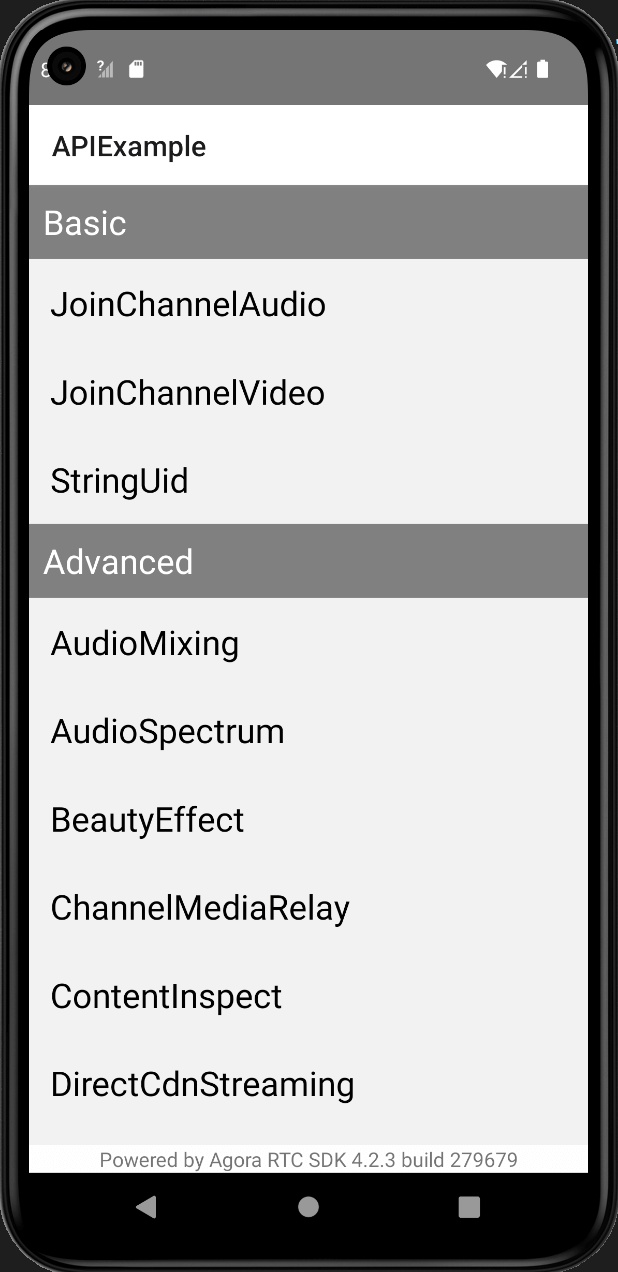 APIExample
Basic
JoinChannelAudio
JoinChannelVideo
StringUid
Advanced
AudioMixing
AudioSpectrum
BeautyEffect
ChannelMediaRelay
ContentInspect
DirectCdnStreaming
Powered by Agora RTC SDK 4.2.3 build 279679